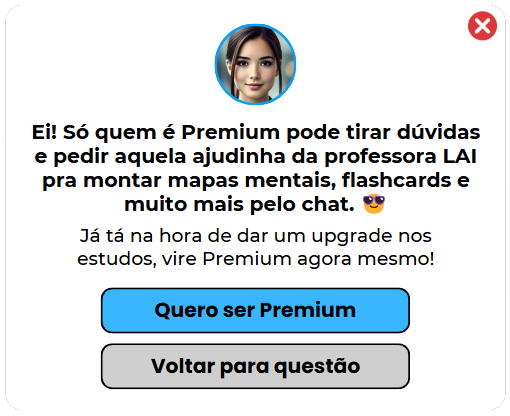 Ei! Só quem é Premium pode tirar dúvidas
e pedir aquela ajudinha da professora LAI
pra montar mapas mentais, flashcards e
muito mais pelo chat. 😎
Já tá na hora de dar um upgrade nos
estudos, vire Premium agora mesmo!
Quero ser Premium
Voltar para questão